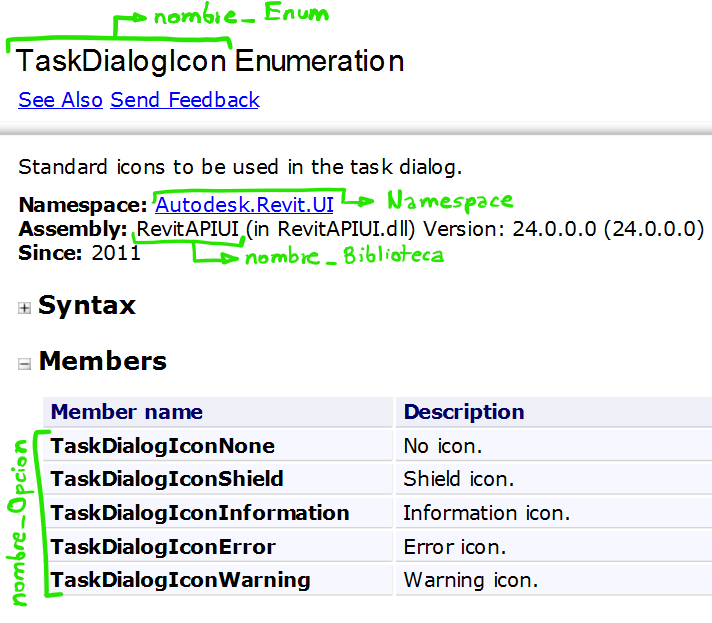 nombre_Enum
TaskDialogIcon Enumeration
See Also Send Feedback
Standard icons to be used in the task dialog.
Namespace: Autodesk.Revit.UI Namespace
Assembly: RevitAPIUI (in RevitAPIUI.dll) Version: 24.0.0.0 (24.0.0.0)
Since: 2011
nombre_Biblioteca
Syntax
Members
Member name Description
nombre_Opcion
TaskDialogIconNone No icon.
TaskDialogIconShield Shield icon.
TaskDialogIconInformation Information icon.
TaskDialogIconError Error icon.
TaskDialogIconWarning Warning icon.